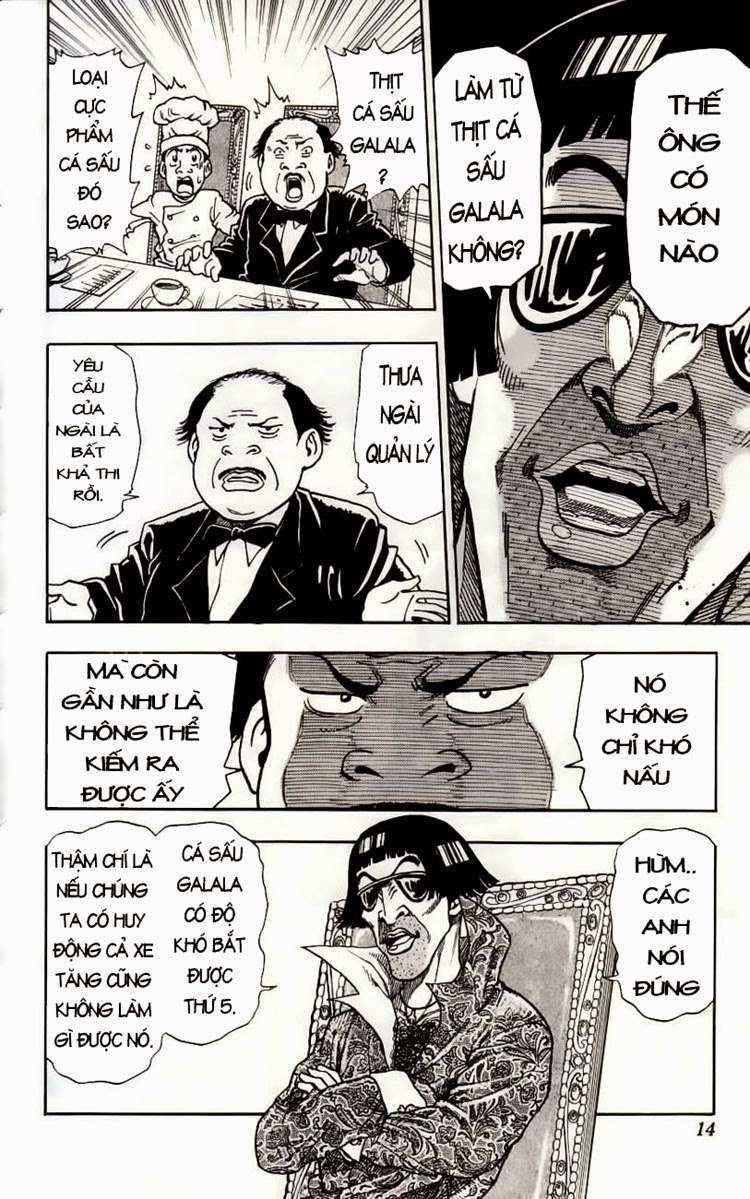 THẾ
ÔNG
CÓ
MÓN
NÀO
LÀM TỪ
THỊT CÁ
SẤU
GALALA
KHÔNG?
THỊT
CÁ SẤU
GALALA
?
LOẠI
CỰC
PHẨM
CÁ SẤU
ĐÓ
SAO?
THƯA
NGÀI
QUẢN LÝ
YÊU
CẦU
CỦA
NGÀI LÀ
BẤT
KHẢ THI
RỒI.
NÓ
KHÔNG
CHỈ KHÓ
NẤU
MÀ CÒN
GẦN NHƯ LÀ
KHÔNG THỂ
KIẾM RA
ĐƯỢC ẤY
HỪM..
CÁC
ANH
NÓI
ĐÚNG
CÁ SẤU
GALALA
CÓ ĐỘ
KHÓ BẮT
ĐƯỢC
THỨ 5.
THẬM CHÍ LÀ
NẾU CHÚNG
TA CÓ HUY
ĐỘNG CẢ XE
TĂNG CŨNG
KHÔNG LÀM
GÌ ĐƯỢC NÓ.
14